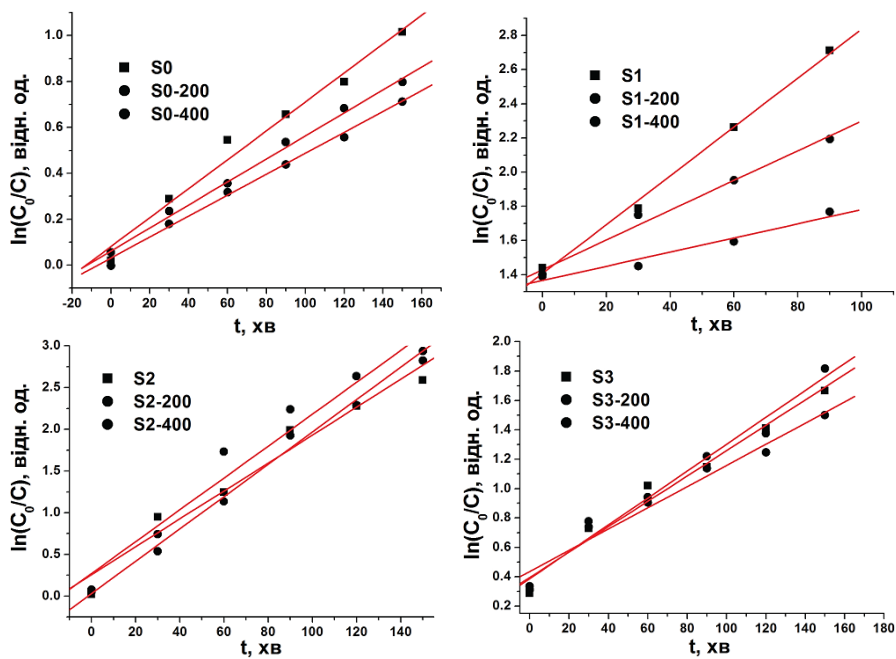 ln(C₀/C), відн. од.
1.0
0.8
0.6
0.4
0.2
0.0
S0
S0-200
S0-400
-20 0 20 40 60 80 100 120 140 160
t, хв
ln(C₀/C), відн. од.
2.8
2.6
2.4
2.2
2.0
1.8
1.6
1.4
S1
S1-200
S1-400
0 20 40 60 80 100
t, хв
ln(C₀/C), відн. од.
3.0
2.5
2.0
1.5
1.0
0.5
0.0
S2
S2-200
S2-400
0 20 40 60 80 100 120 140
t, хв
ln(C₀/C), відн. од.
2.0
1.8
1.6
1.4
1.2
1.0
0.8
0.6
0.4
0.2
S3
S3-200
S3-400
0 20 40 60 80 100 120 140 160 180
t, хв